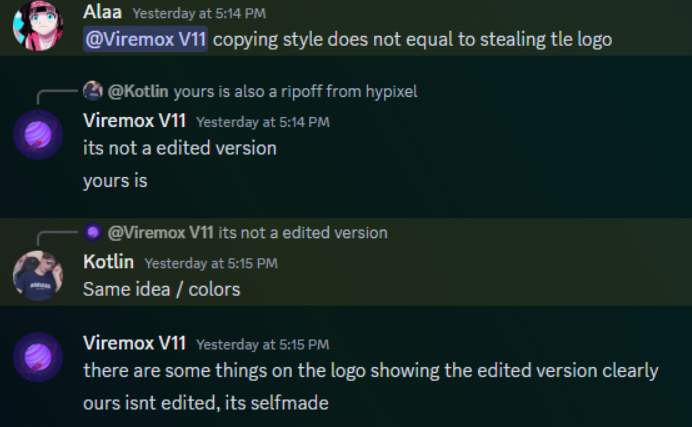 Alaa Yesterday at 5:14 PM
@Viremox V11 copying style does not equal to stealing tle logo
@Kotlin yours is also a ripoff from hypixel
Viremox V11 Yesterday at 5:14 PM
its not a edited version
yours is
@Viremox V11 its not a edited version
Kotlin Yesterday at 5:15 PM
Same idea / colors
Viremox V11 Yesterday at 5:15 PM
there are some things on the logo showing the edited version clearly
ours isnt edited, its selfmade